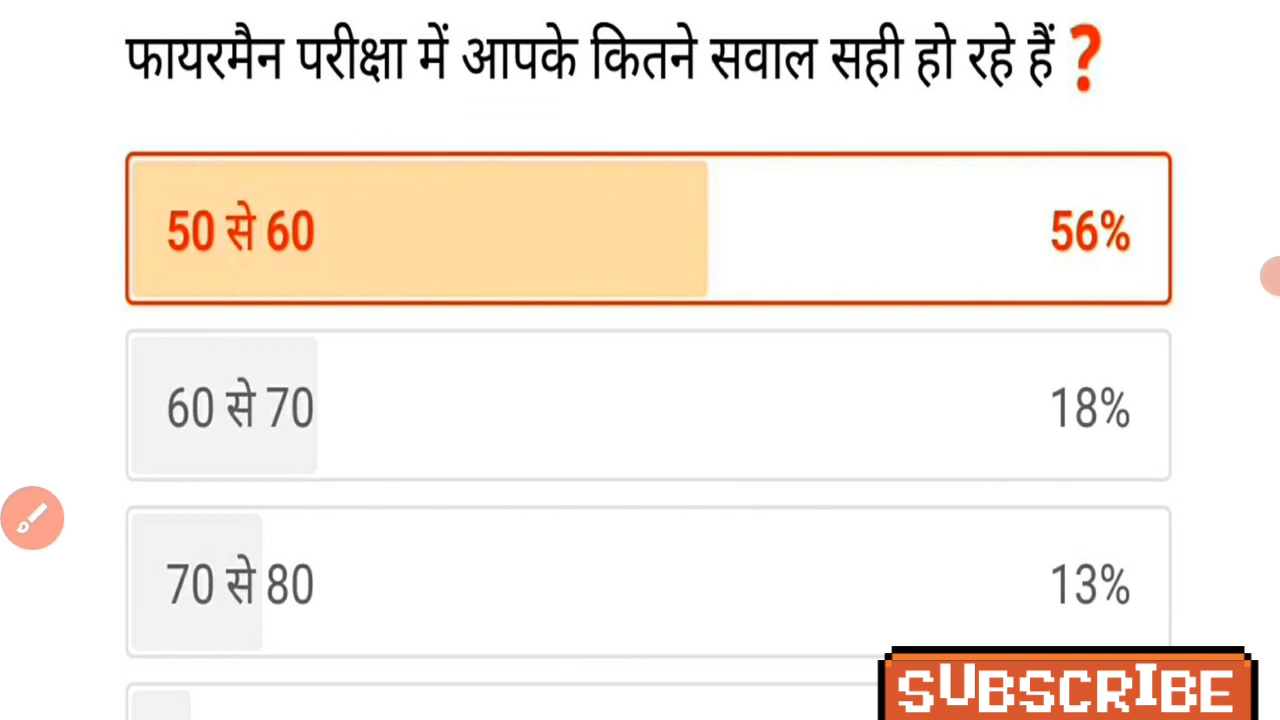 फायरमैन परीक्षा में आपके कितने सवाल सही हो रहे हैं❓
50 से 60 56%
60 से 70 18%
70 से 80 13%
SUBSCRIBE